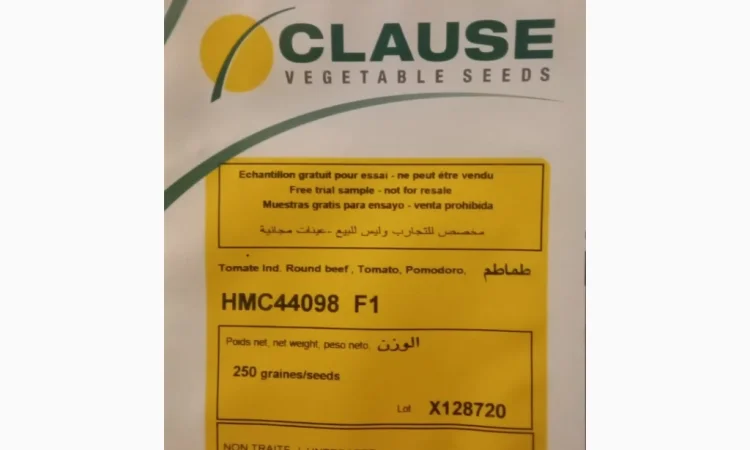 CLAUSE
VEGETABLE SEEDS
Echantillon gratuit pour essai - ne peut être vendu
Free trial sample - not for resale
Muestras gratis para ensayo - venta prohibida
مخصص للتجارب وليس للبيع -عينات مجانية
Tomate Ind. Round beef , Tomato, Pomodoro, طماطم
HMC44098 F1
Poids net, net weight, peso neto, الوزن
250 graines/seeds
Lot X128720
NON TRAITE